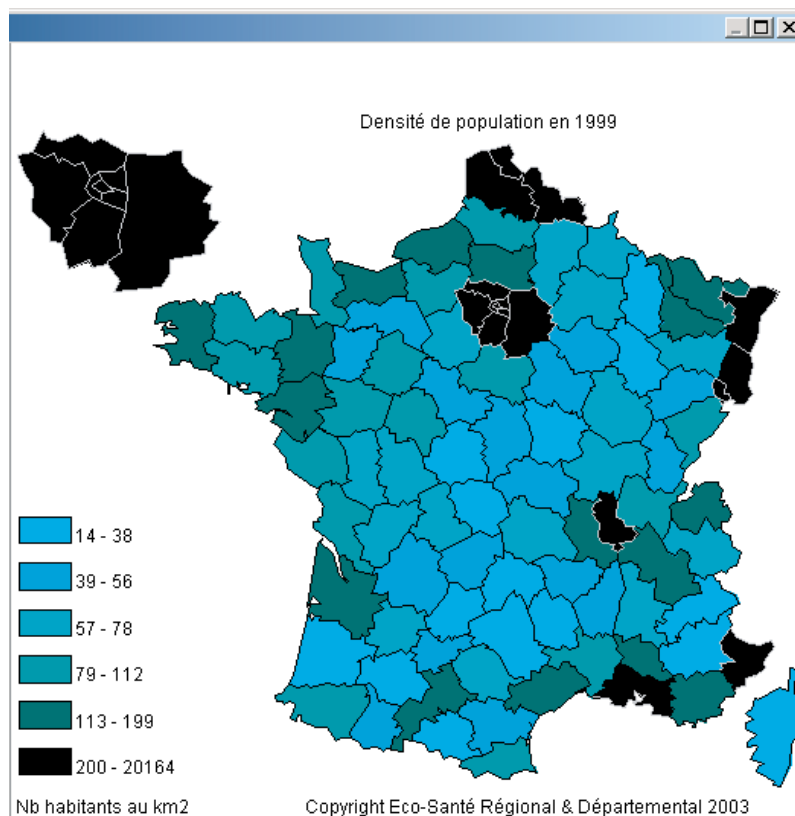 Densité de population en 1999
14 - 38
39 - 56
57 - 78
79 - 112
113 - 199
200 - 20164
Nb habitants au km2
Copyright Eco-Santé Régional & Départemental 2003